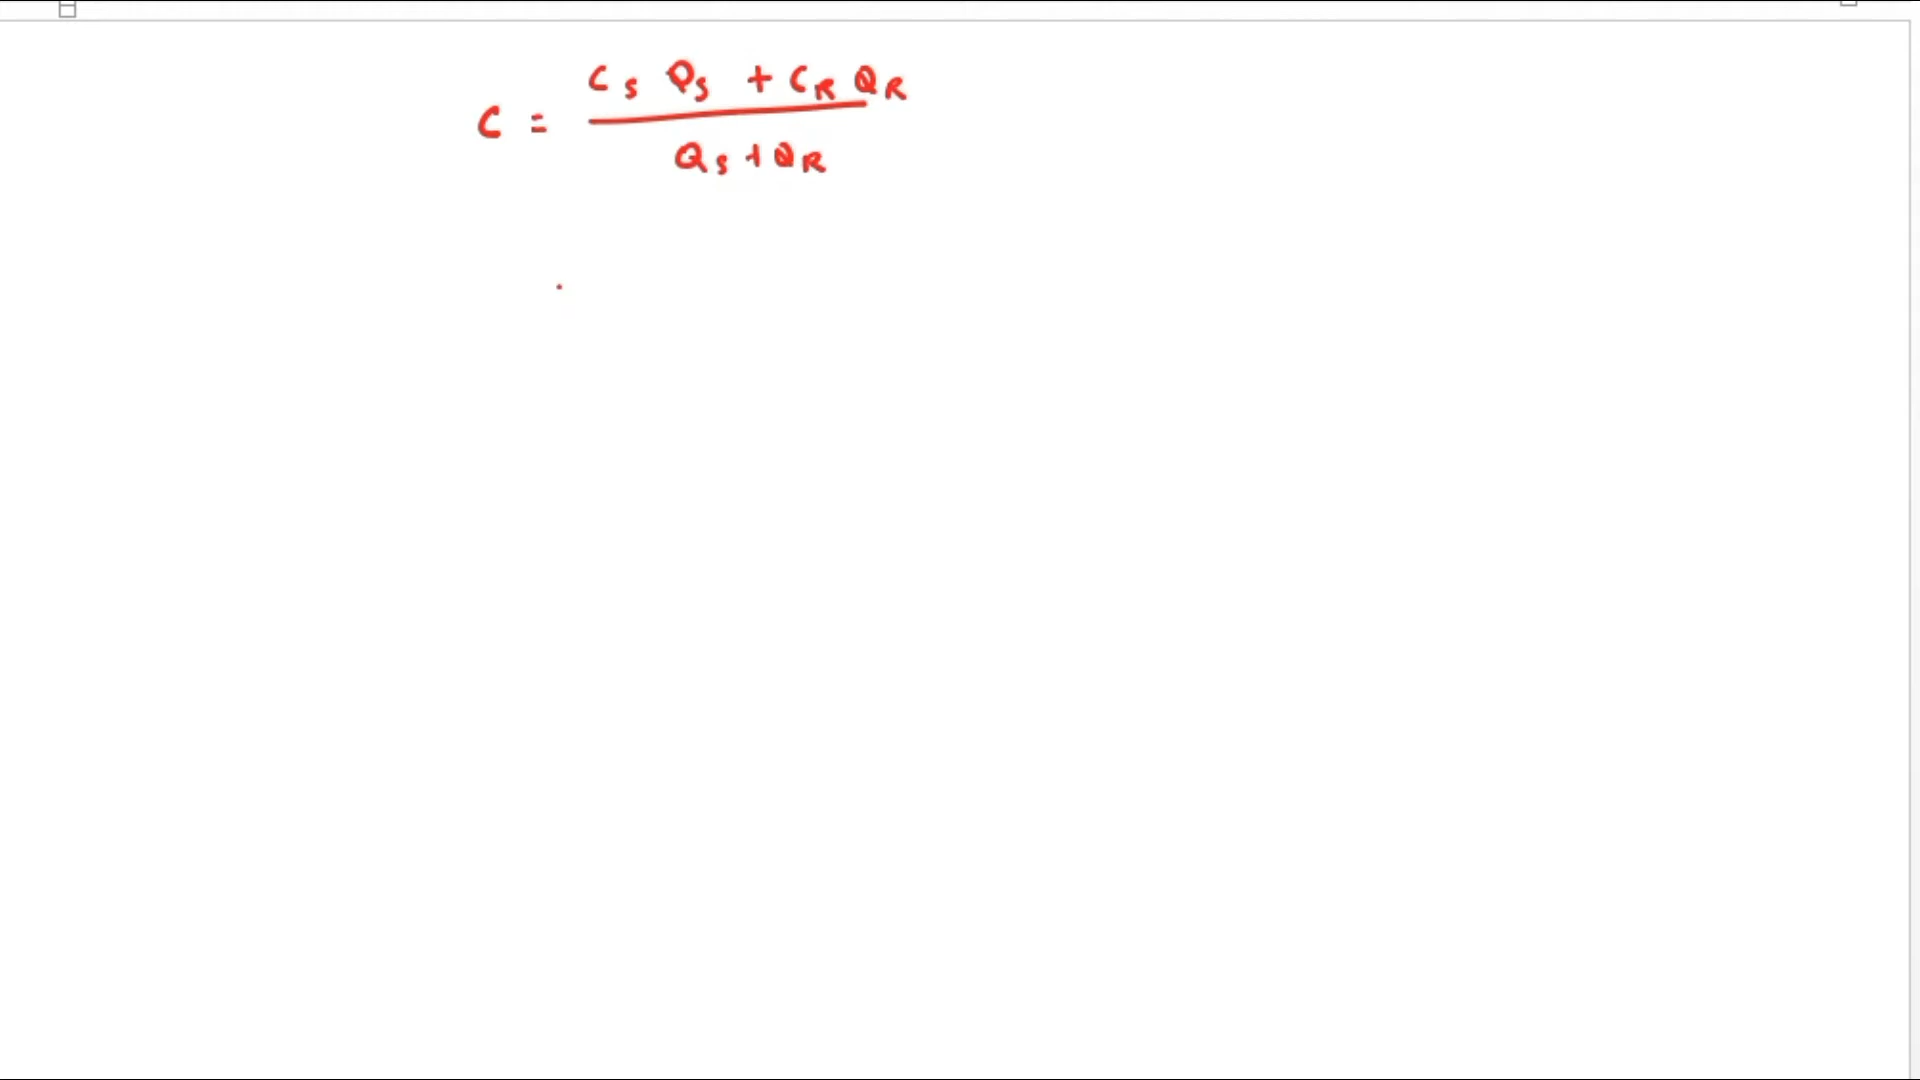 C = (C_S Q_S + C_R Q_R) / (Q_S + Q_R)